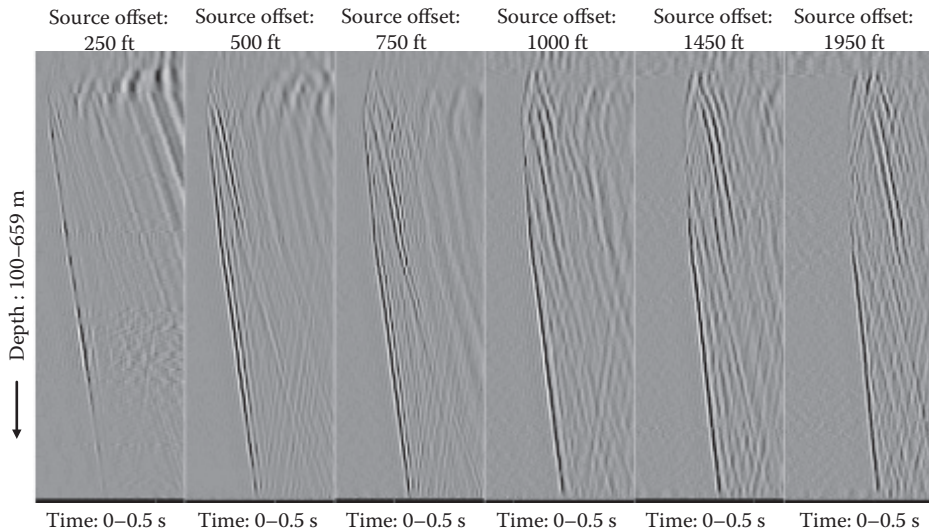 Source offset:
250 ft
Source offset:
500 ft
Source offset:
750 ft
Source offset:
1000 ft
Source offset:
1450 ft
Source offset:
1950 ft
Depth : 100–659 m
Time: 0–0.5 s
Time: 0–0.5 s
Time: 0–0.5 s
Time: 0–0.5 s
Time: 0–0.5 s
Time: 0–0.5 s